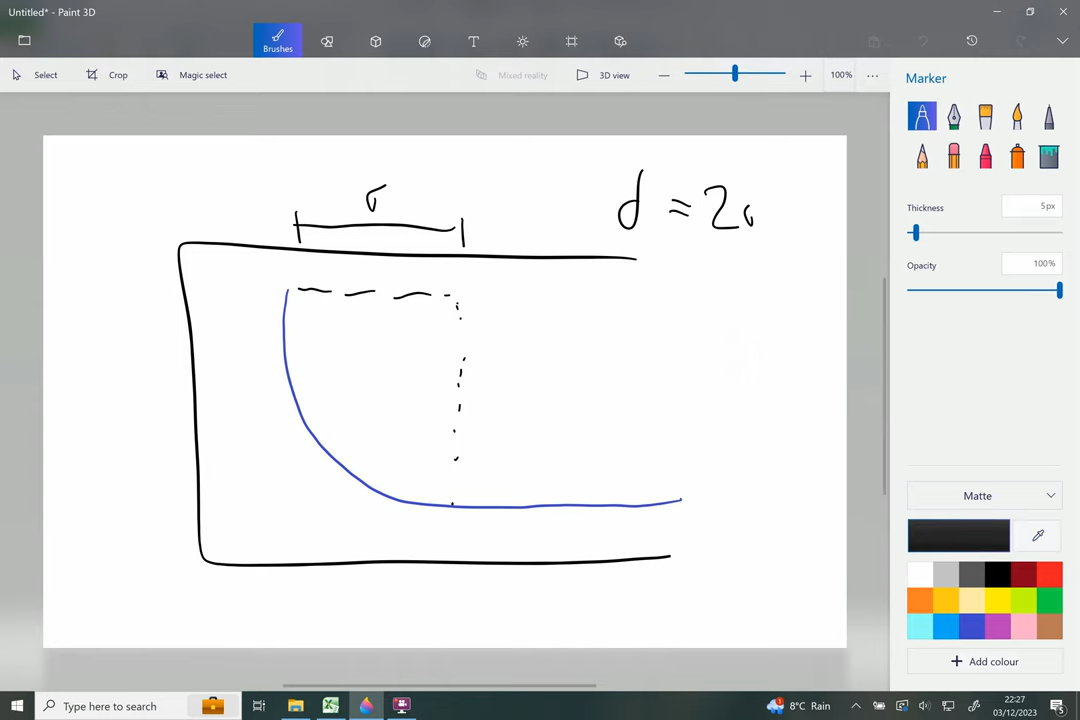 Untitled* - Paint 3D
Brushes
Select
Crop
Magic select
Mixed reality
3D view
100%
Marker
Thickness
5px
Opacity
100%
Matte
Add colour
d ≈ 2
Type here to search
8°C Rain
22:27
03/12/2023
5